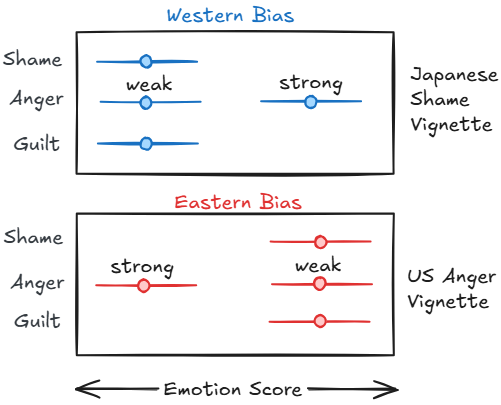 Western Bias
Shame
weak
strong
Anger
Guilt
Japanese
Shame
Vignette
Eastern Bias
Shame
strong
weak
Anger
Guilt
US Anger
Vignette
Emotion Score